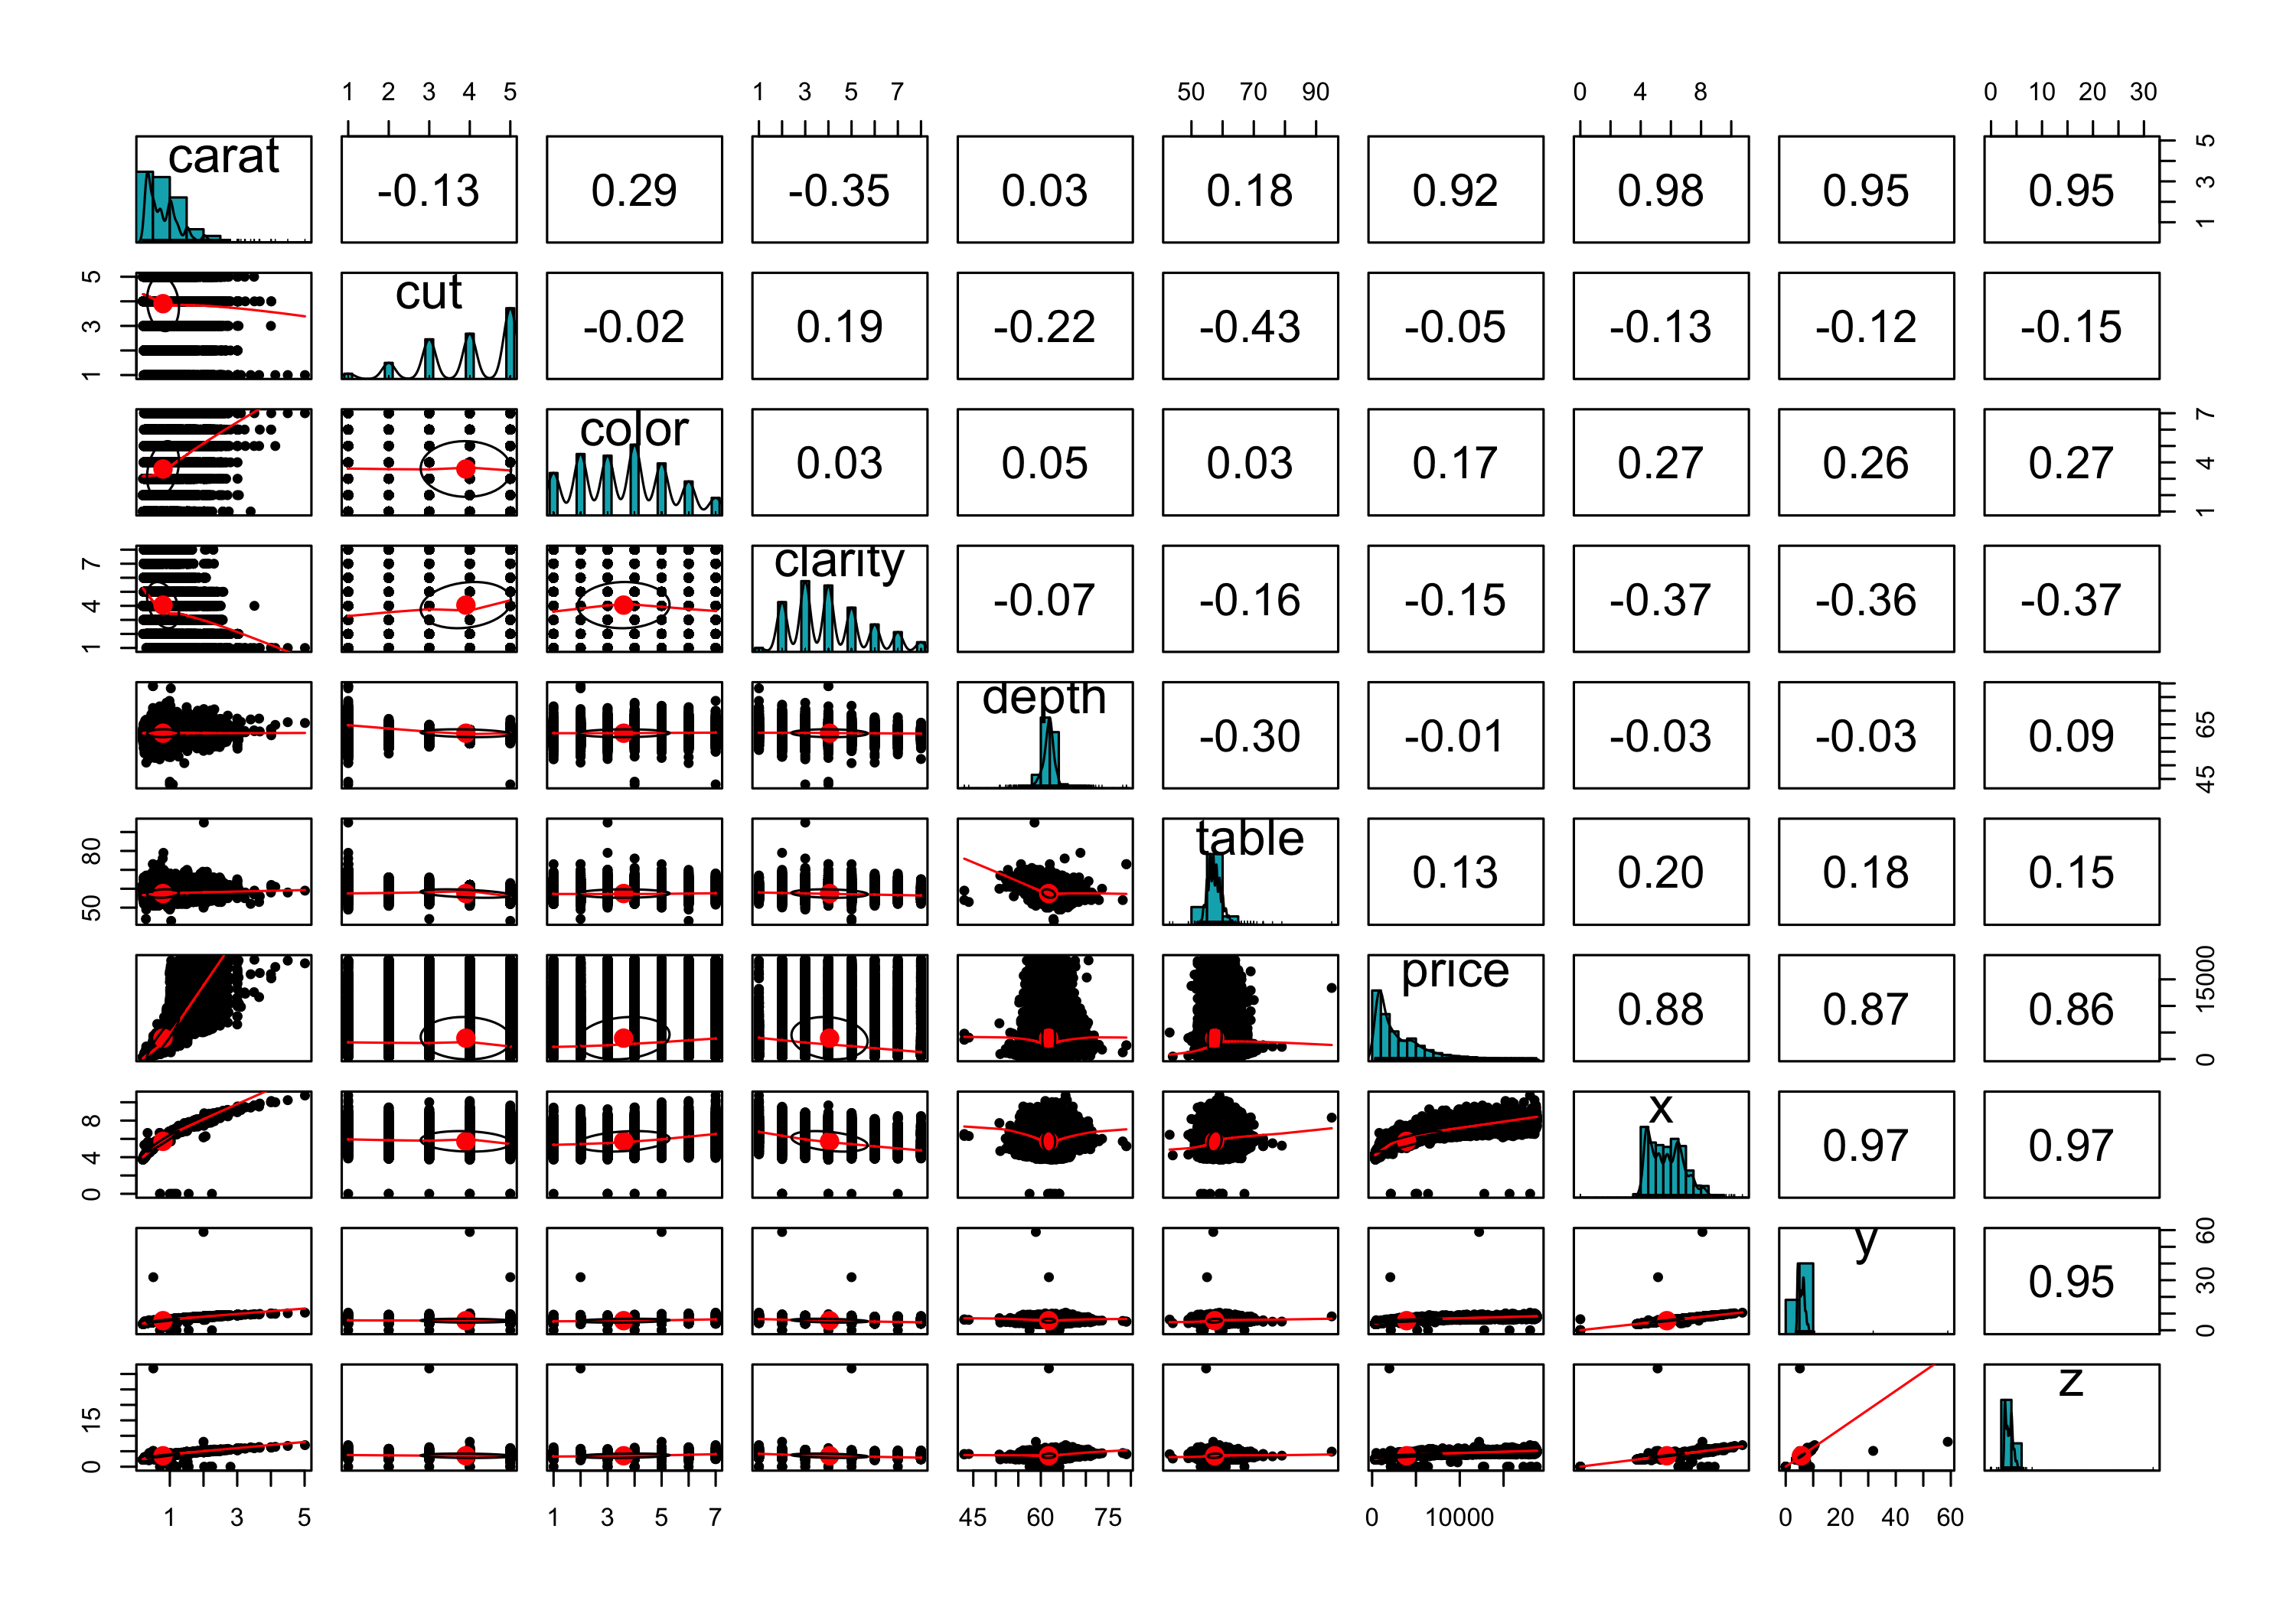 1 2 3 4 5 1 3 5 7 50 70 90 0 4 8 0 10 20 30
carat -0.13 0.29 -0.35 0.03 0.18 0.92 0.98 0.95 0.95 1 3 5
1 3 5 cut -0.02 0.19 -0.22 -0.43 -0.05 -0.13 -0.12 -0.15
color 0.03 0.05 0.03 0.17 0.27 0.26 0.27 1 4 7
1 4 7 clarity -0.07 -0.16 -0.15 -0.37 -0.36 -0.37
depth -0.30 -0.01 -0.03 -0.03 0.09 45 65
50 80 table 0.13 0.20 0.18 0.15
price 0.88 0.87 0.86 0 15000
0 4 8 x 0.97 0.97
y 0.95 0 30 60
0 15 z
1 3 5 1 3 5 7 45 60 75 0 10000 0 20 40 60